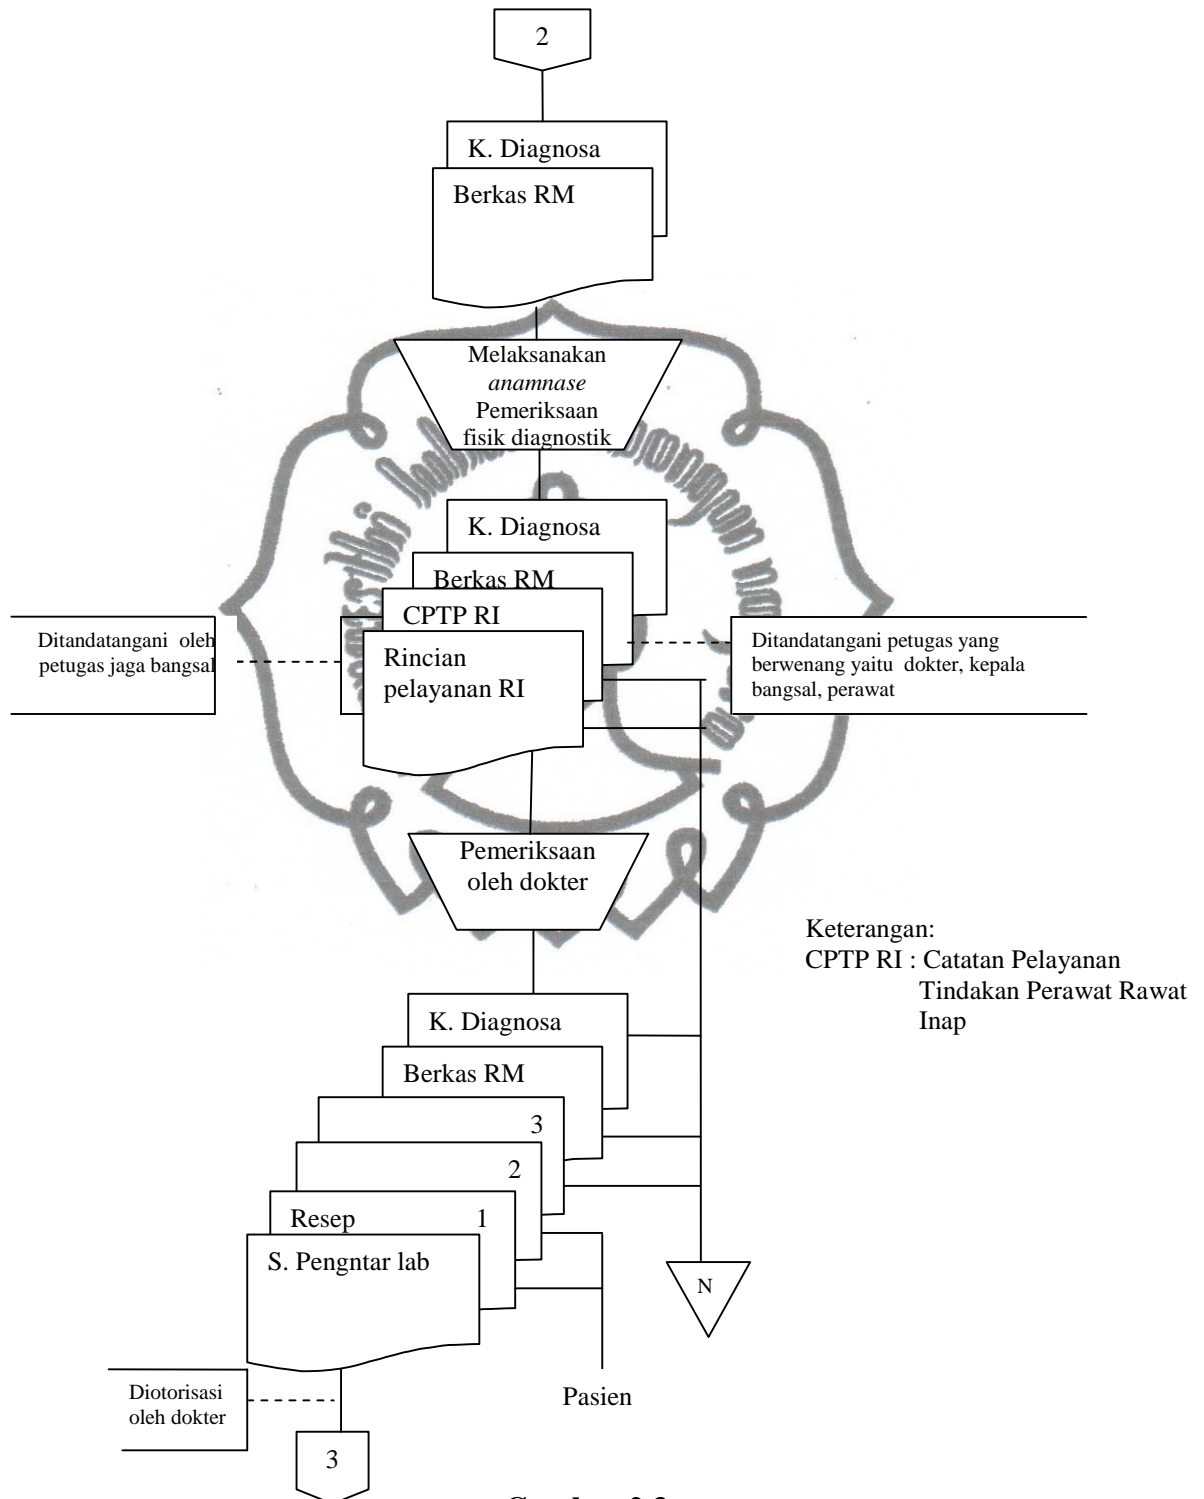 2
K. Diagnosa
Berkas RM
Melaksanakan
anamnase
Pemeriksaan
fisik diagnostik
K. Diagnosa
Berkas RM
CPTP RI
Rincian
pelayanan RI
Ditandatangani oleh
petugas jaga bangsal
Ditandatangani petugas yang
berwenang yaitu dokter, kepala
bangsal, perawat
Pemeriksaan
oleh dokter
Keterangan:
CPTP RI : Catatan Pelayanan
Tindakan Perawat Rawat
Inap
K. Diagnosa
Berkas RM
3
2
Resep 1
S. Pengntar lab
N
Diotorisasi
oleh dokter
Pasien
3